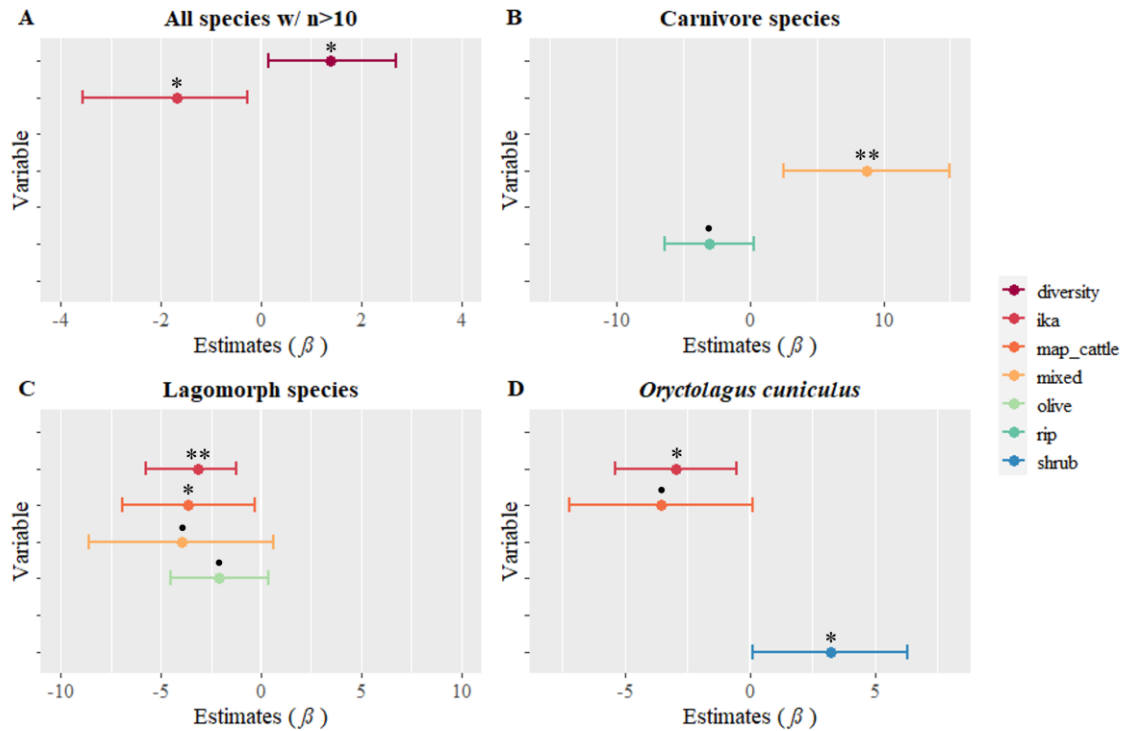 A All species w/ n>10
*
*
Variable
-4 -2 0 2 4
Estimates (β)
B Carnivore species
**
•
Variable
-10 0 10
Estimates (β)
C Lagomorph species
**
*
•
•
Variable
-10 -5 0 5 10
Estimates (β)
D Oryctolagus cuniculus
*
•
*
Variable
-5 0 5
Estimates (β)
diversity
ika
map_cattle
mixed
olive
rip
shrub